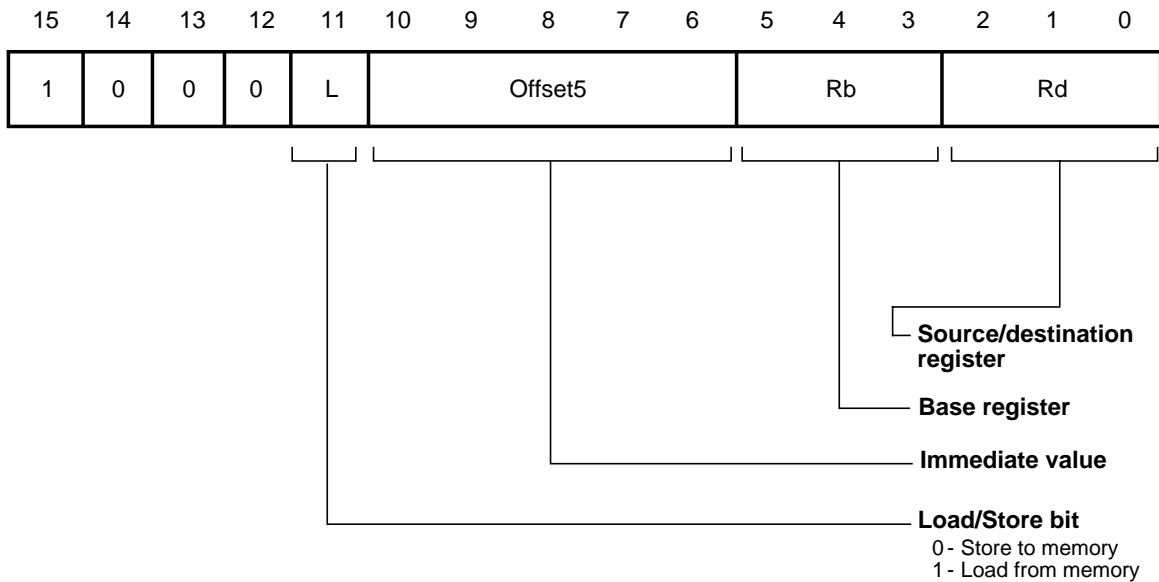 15 14 13 12 11 10 9 8 7 6 5 4 3 2 1 0
1 0 0 0 L Offset5 Rb Rd
Source/destination
register
Base register
Immediate value
Load/Store bit
0 - Store to memory
1 - Load from memory